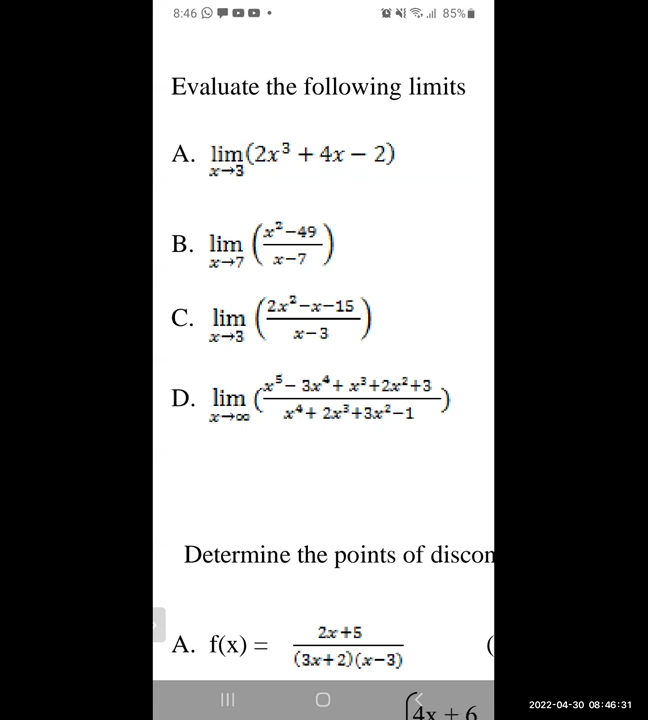 8:46 85%
Evaluate the following limits
A. lim x→3 (2x³ + 4x − 2)
B. lim x→7 (x²−49 / x−7)
C. lim x→3 (2x²−x−15 / x−3)
D. lim x→∞ (x⁵− 3x⁴+ x³+2x²+3 / x⁴+ 2x³+3x²−1)
Determine the points of discon
A. f(x) = 2x+5 / (3x+2)(x−3) (
{4x + 6
2022-04-30 08:46:31